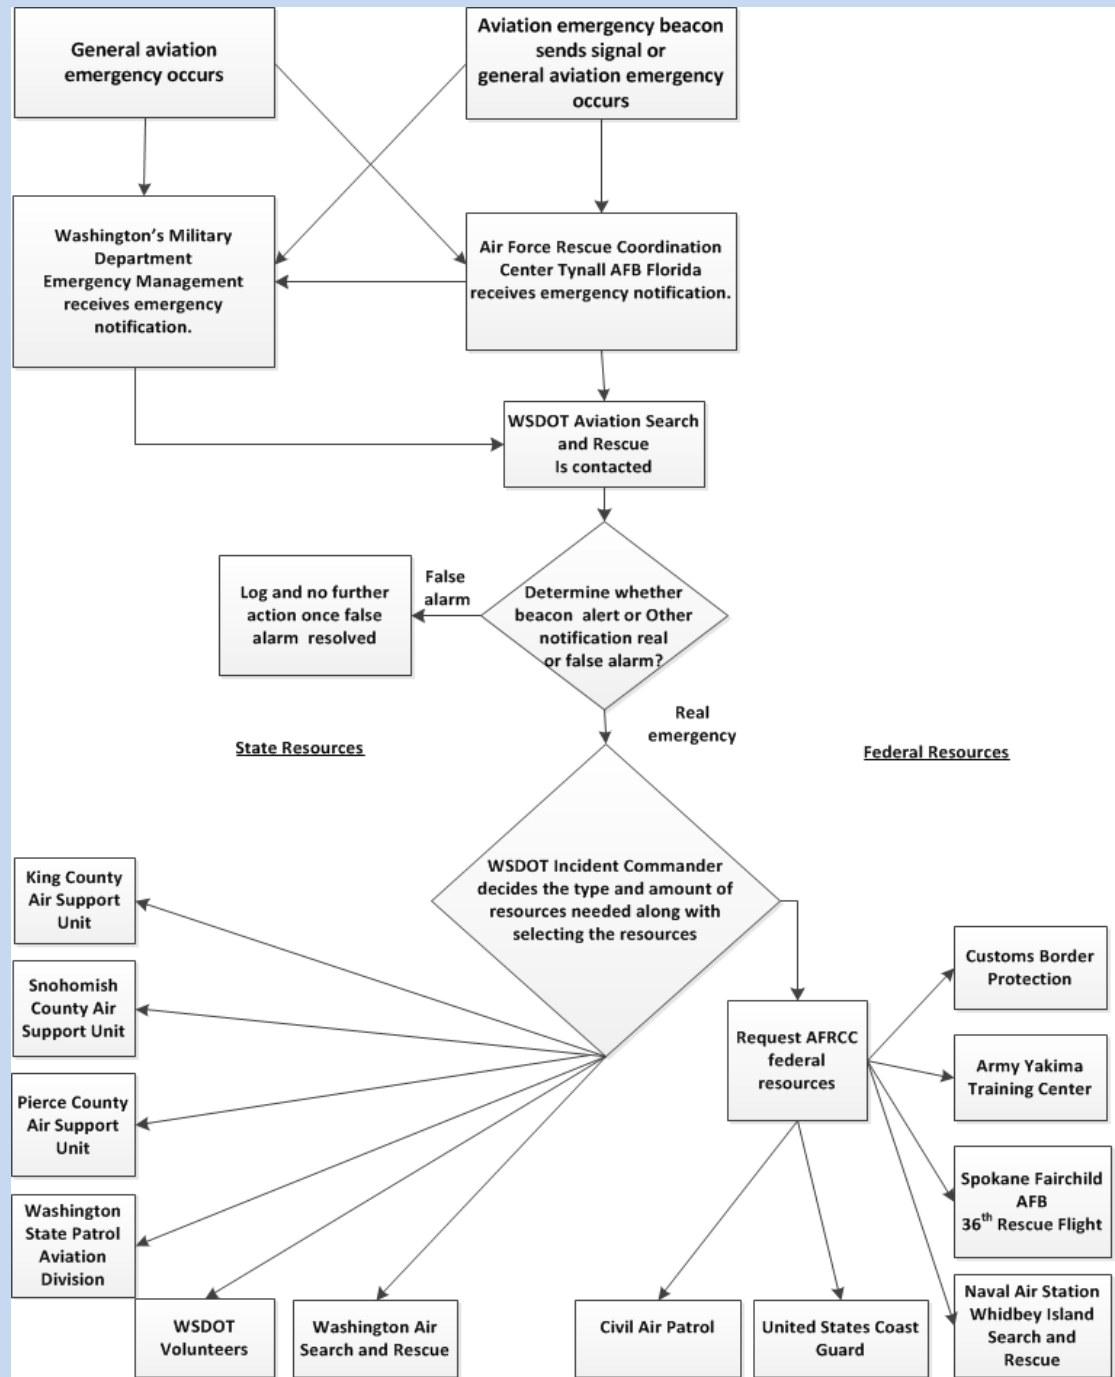 General aviation
emergency occurs
Aviation emergency beacon
sends signal or
general aviation emergency
occurs
Washington's Military
Department
Emergency Management
receives emergency
notification.
Air Force Rescue Coordination
Center Tynall AFB Florida
receives emergency notification.
WSDOT Aviation Search
and Rescue
Is contacted
Log and no further
action once false
alarm resolved
False
alarm
Determine whether
beacon alert or Other
notification real
or false alarm?
Real
emergency
State Resources
Federal Resources
WSDOT Incident Commander
decides the type and amount of
resources needed along with
selecting the resources
King County
Air Support
Unit
Snohomish
County Air
Support Unit
Pierce County
Air Support
Unit
Washington
State Patrol
Aviation
Division
WSDOT
Volunteers
Washington Air
Search and Rescue
Request AFRCC
federal
resources
Customs Border
Protection
Army Yakima
Training Center
Spokane Fairchild
AFB
36th Rescue Flight
Naval Air Station
Whidbey Island
Search and
Rescue
Civil Air Patrol
United States Coast
Guard